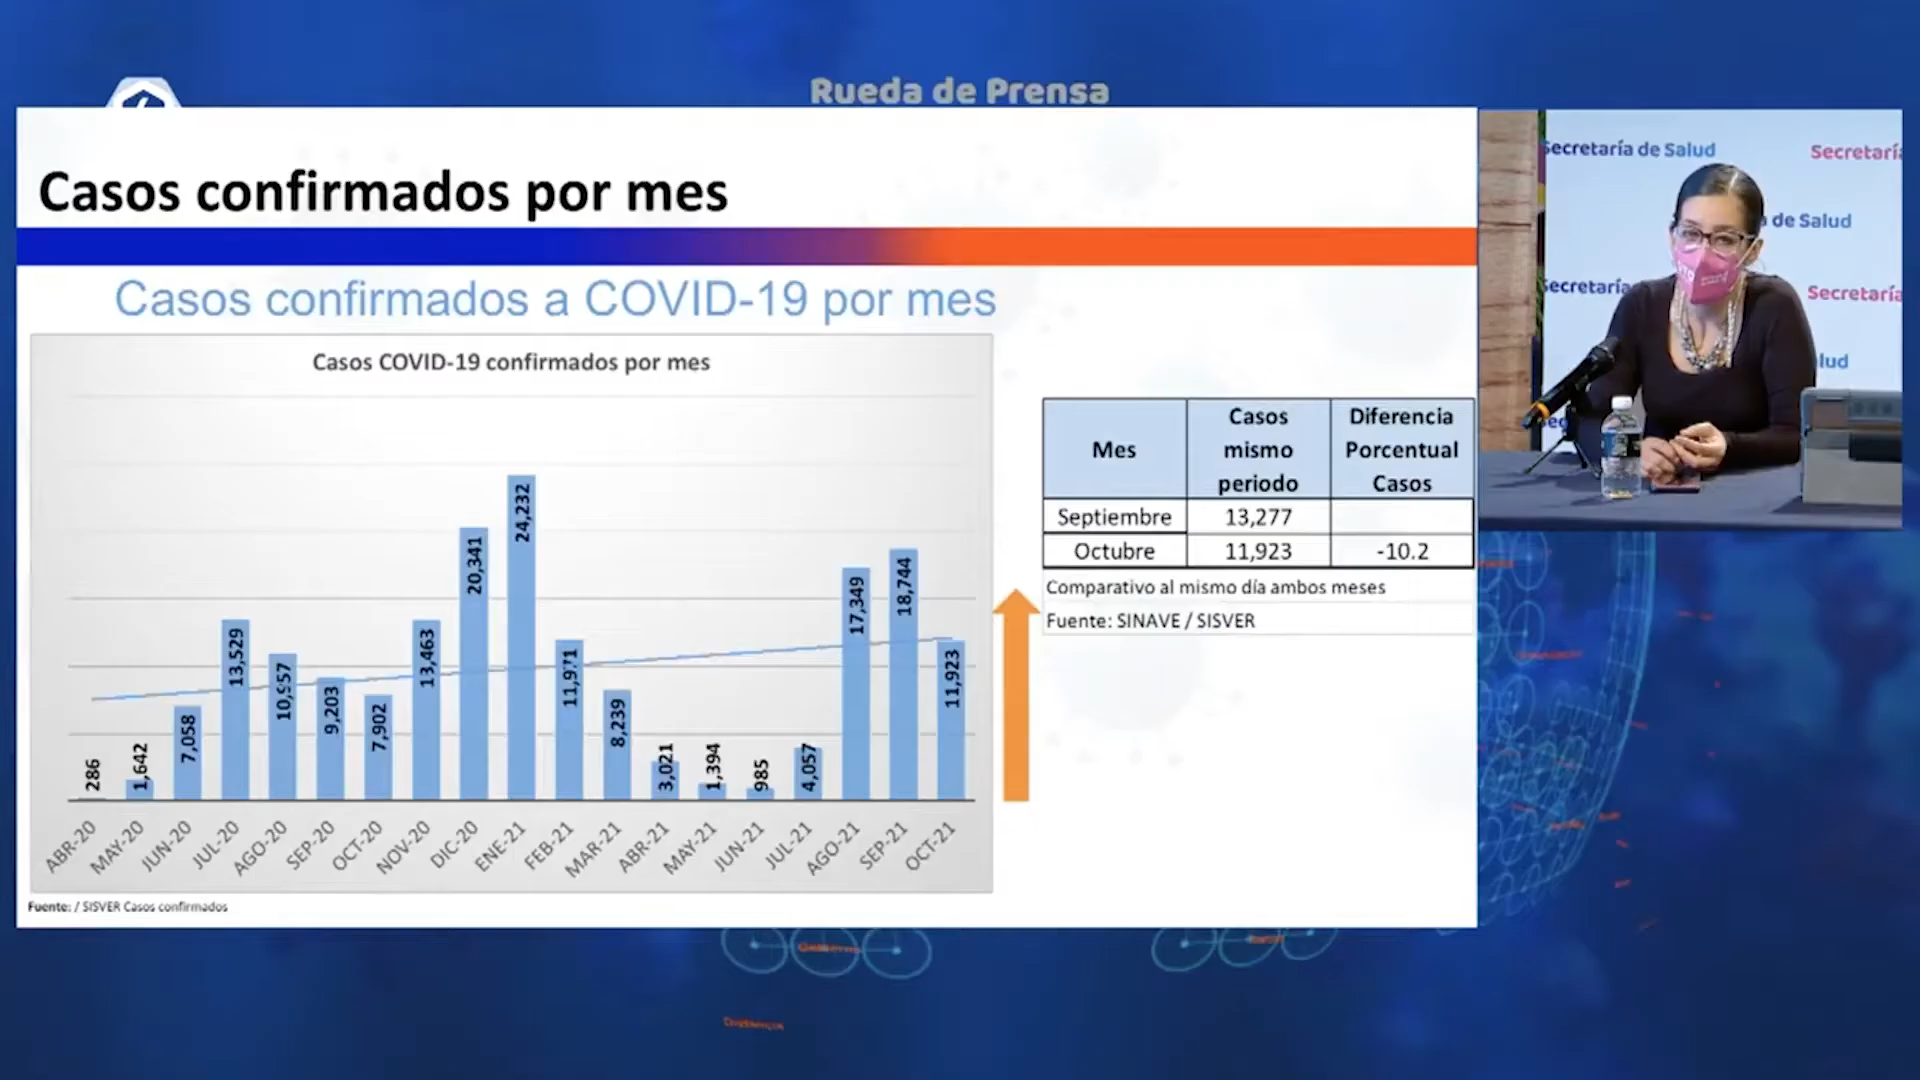 Rueda de Prensa
Casos confirmados por mes
Casos confirmados a COVID-19 por mes
Casos COVID-19 confirmados por mes
286
1,642
7,058
13,529
10,957
9,203
7,902
13,463
20,341
24,232
11,971
8,239
3,021
1,394
985
4,057
17,349
18,744
11,923
ABR-20
MAY-20
JUN-20
JUL-20
AGO-20
SEP-20
OCT-20
NOV-20
DIC-20
ENE-21
FEB-21
MAR-21
ABR-21
MAY-21
JUN-21
JUL-21
AGO-21
SEP-21
OCT-21
Fuente: / SISVER Casos confirmados
Mes
Casos mismo periodo
Diferencia Porcentual Casos
Septiembre 13,277
Octubre 11,923 -10.2
Comparativo al mismo día ambos meses
Fuente: SINAVE / SISVER
Secretaría de Salud
Secretaría
de Salud
Secretaría
Secretaría
lud